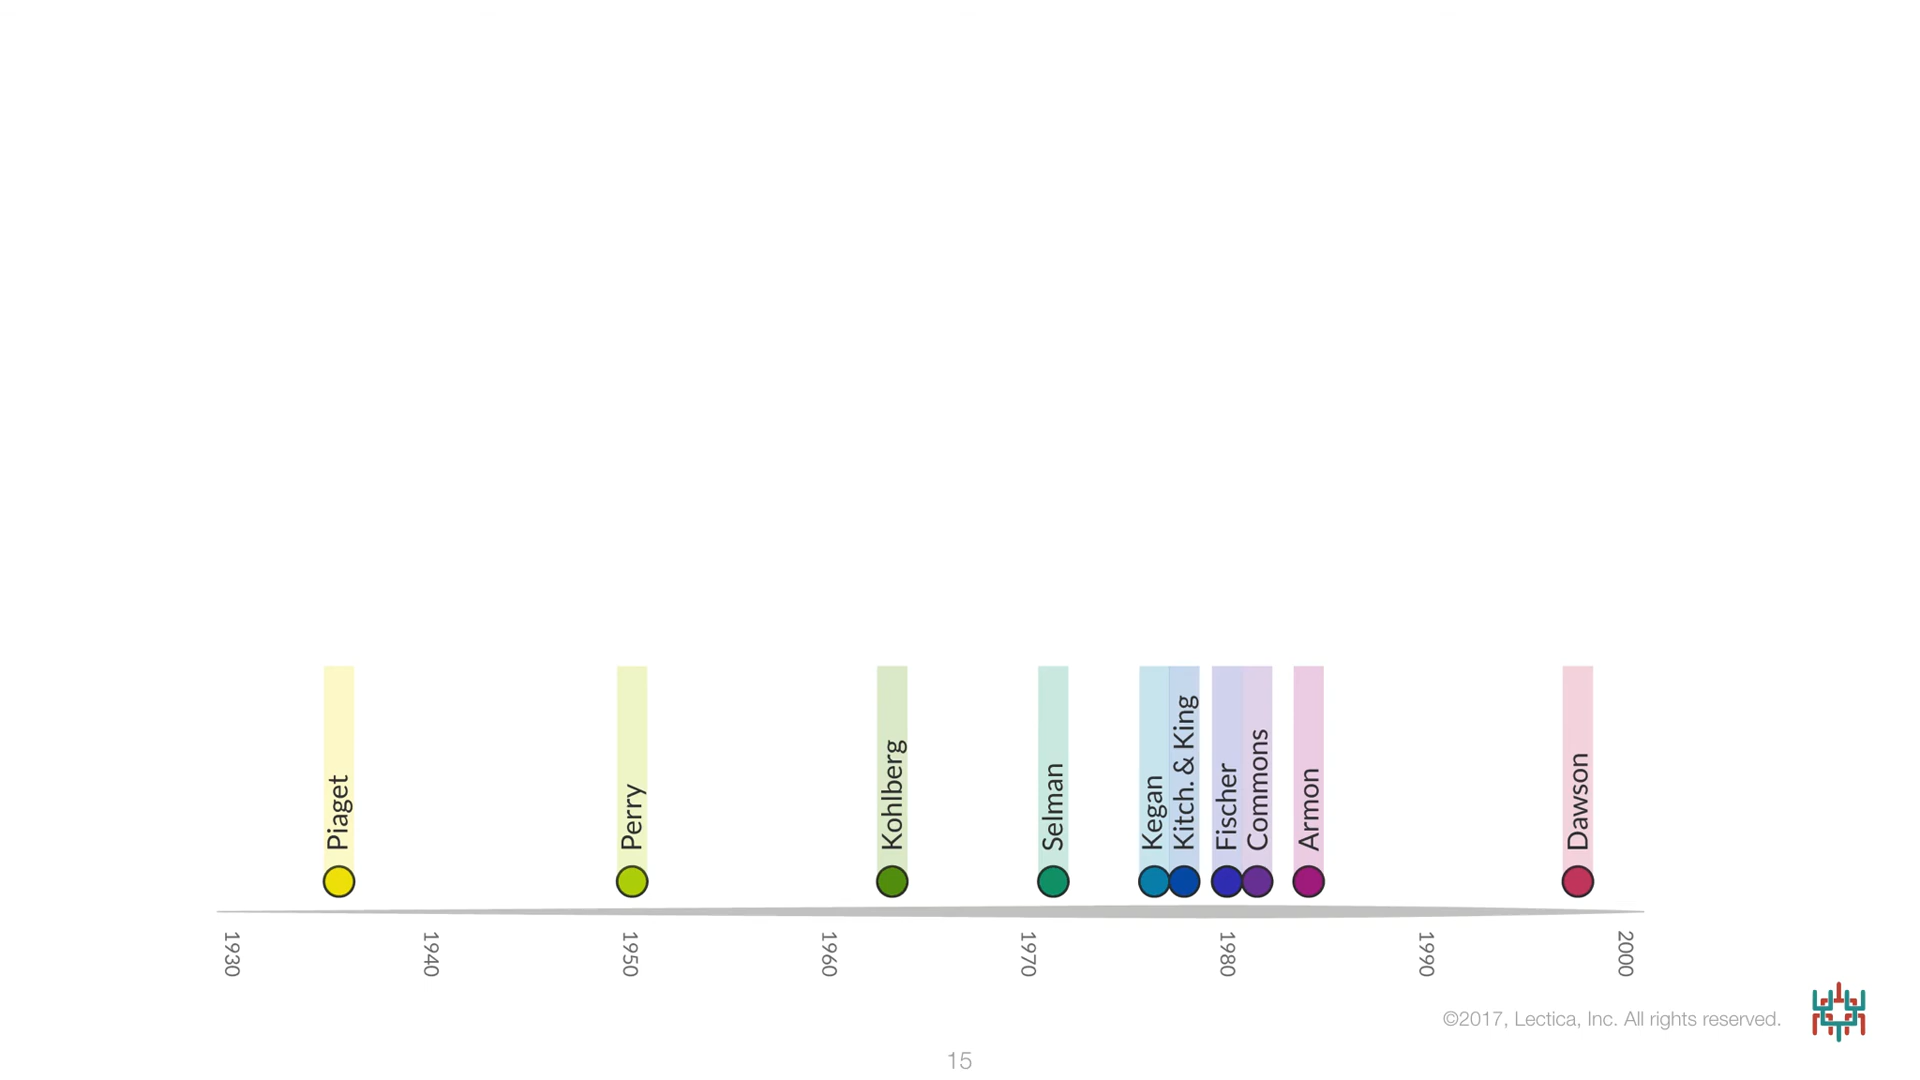 Piaget
Perry
Kohlberg
Selman
Kegan
Kitch. & King
Fischer
Commons
Armon
Dawson
1930
1940
1950
1960
1970
1980
1990
2000
©2017, Lectica, Inc. All rights reserved.
15